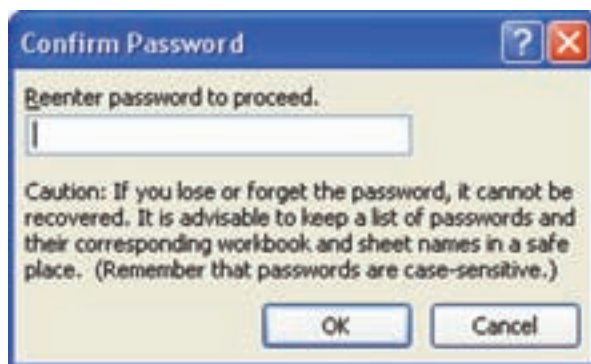 Confirm Password
Reenter password to proceed.
Caution: If you lose or forget the password, it cannot be
recovered. It is advisable to keep a list of passwords and
their corresponding workbook and sheet names in a safe
place. (Remember that passwords are case-sensitive.)
OK Cancel